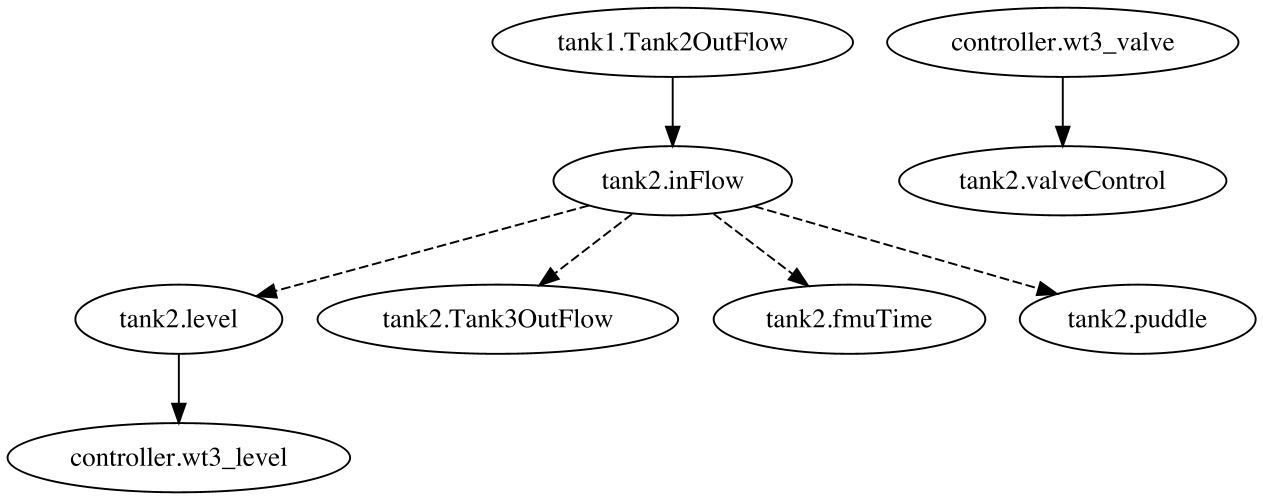 tank1.Tank2OutFlow
controller.wt3_valve
tank2.inFlow
tank2.valveControl
tank2.level
tank2.Tank3OutFlow
tank2.fmuTime
tank2.puddle
controller.wt3_level